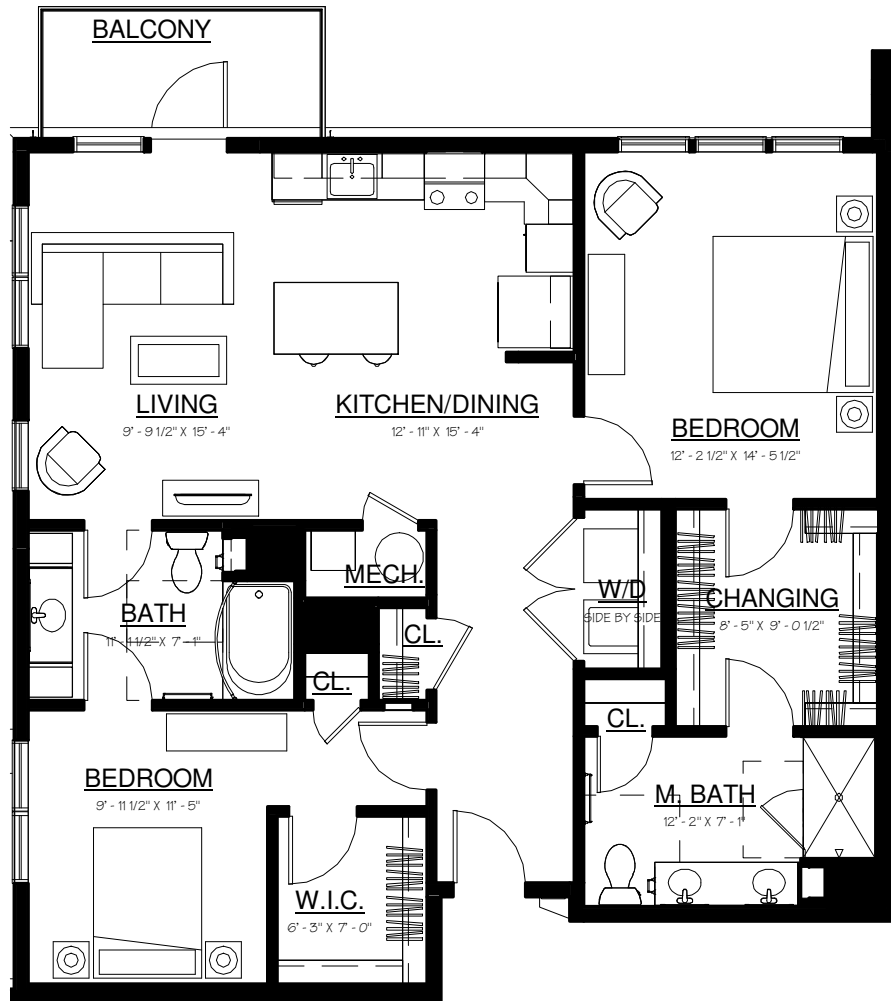 BALCONY
LIVING
9' - 9 1/2" X 15' - 4"
KITCHEN/DINING
12' - 11" X 15' - 4"
BEDROOM
12' - 2 1/2" X 14' - 5 1/2"
MECH.
W/D
SIDE BY SIDE
CHANGING
8' - 5" X 9' - 0 1/2"
BATH
11' - 1 1/2" X 7' - 1"
CL.
CL.
CL.
BEDROOM
9' - 11 1/2" X 11' - 5"
M. BATH
12' - 2" X 7' - 1"
W.I.C.
6' - 3" X 7' - 0"